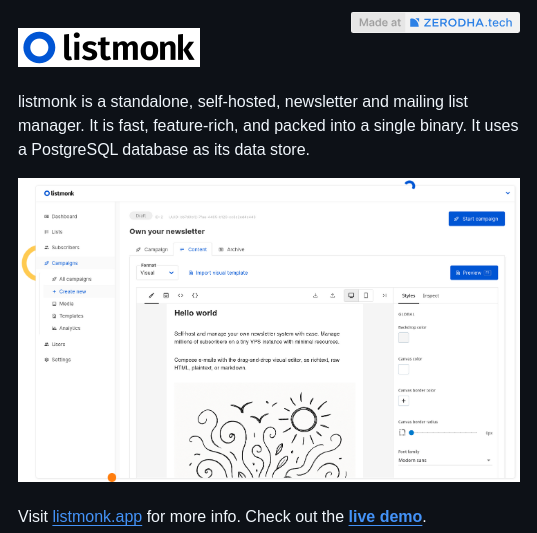 Made at ZERODHA.tech
listmonk
listmonk is a standalone, self-hosted, newsletter and mailing list
manager. It is fast, feature-rich, and packed into a single binary. It uses
a PostgreSQL database as its data store.
listmonk
Dashboard
Lists
Subscribers
Campaigns
All campaigns
+ Create new
Media
Templates
Analytics
Users
Settings
Draft
Start campaign
Own your newsletter
Campaign
Content
Archive
Format
Visual
Import visual template
Preview
Hello world
Self-host and manage your own newsletter system with ease. Manage
millions of subscribers on a tiny VPS instance with minimal resources.
Compose e-mails with the drag-and-drop visual editor, as richtext, raw
HTML, plaintext, or markdown.
Styles
Inspect
GLOBAL
Backdrop color
Canvas color
Canvas border color
+
Canvas border radius
0px
Font family
Modern sans
Visit listmonk.app for more info. Check out the live demo.